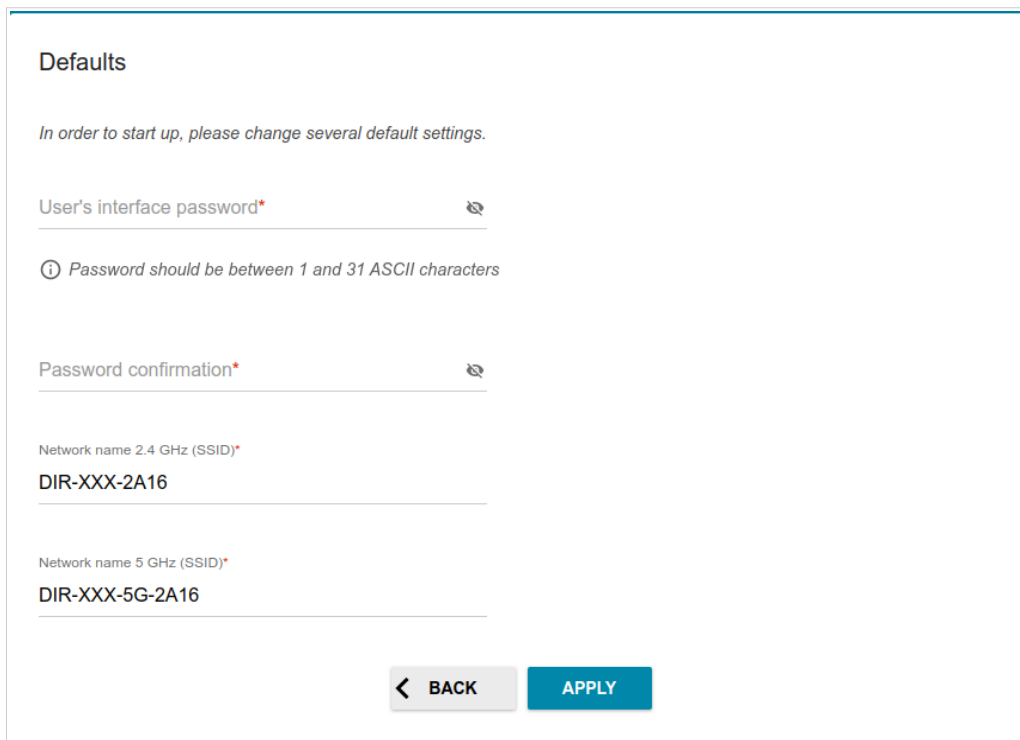 Defaults
In order to start up, please change several default settings.
User's interface password*
Password should be between 1 and 31 ASCII characters
Password confirmation*
Network name 2.4 GHz (SSID)*
DIR-XXX-2A16
Network name 5 GHz (SSID)*
DIR-XXX-5G-2A16
BACK APPLY